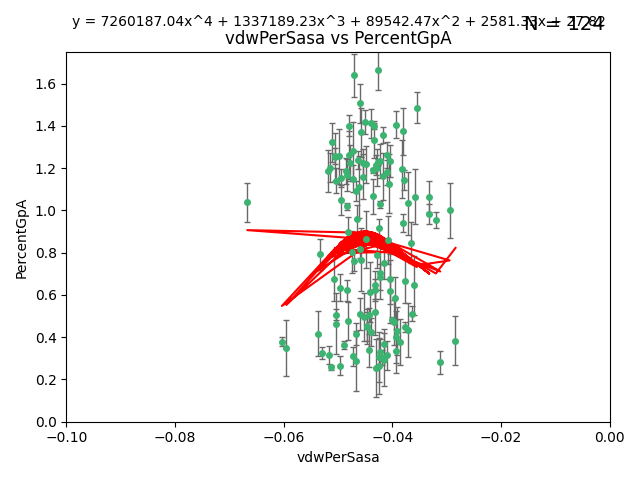 y = 7260187.04x^4 + 1337189.23x^3 + 89542.47x^2 + 2581.33x + 27.82
N = 124
vdwPerSasa vs PercentGpA
PercentGpA
1.6
1.4
1.2
1.0
0.8
0.6
0.4
0.2
0.0
−0.10 −0.08 −0.06 −0.04 −0.02 0.00
vdwPerSasa